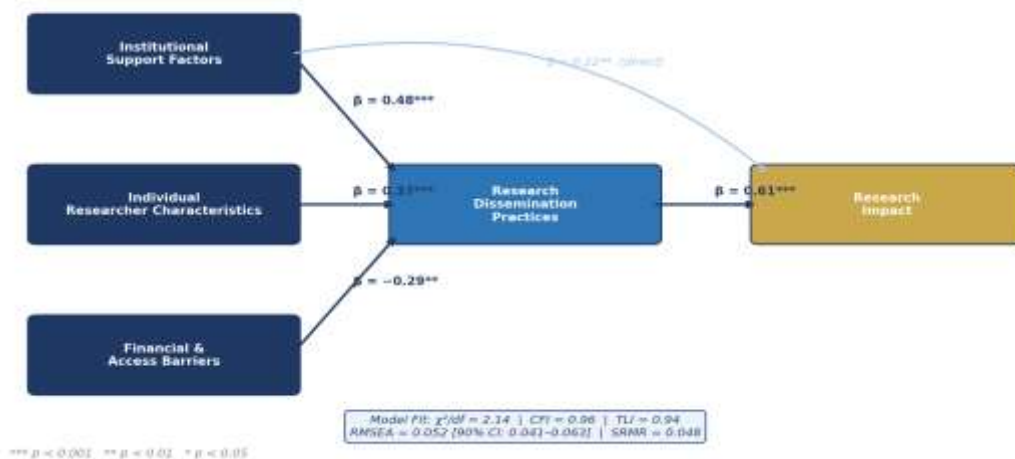 Institutional
Support Factors
β = 0.48***
Individual
Researcher Characteristics
Research
Dissemination
Practices
β = 0.61***
Research
Impact
β = −0.29**
Financial &
Access Barriers
Model Fit: χ²/df = 2.14 | CFI = 0.96 | TLI = 0.94
RMSEA = 0.052 [90% CI: 0.041–0.063] | SRMR = 0.048
*** p < 0.001 ** p < 0.01 * p < 0.05